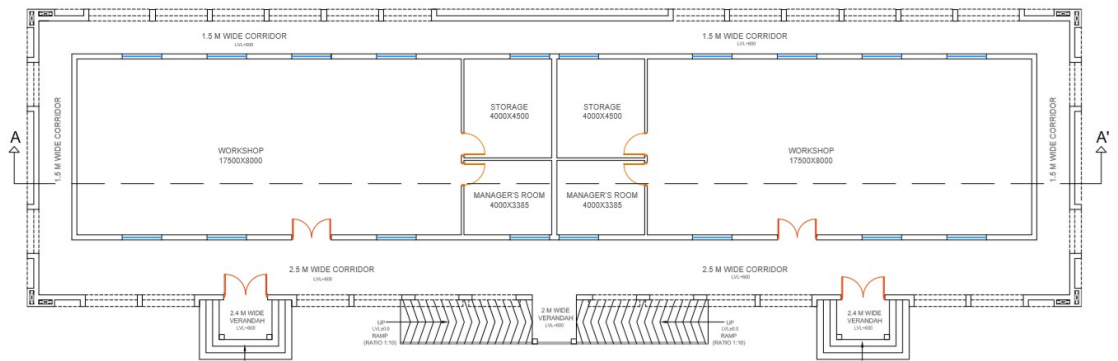 1.5 M WIDE CORRIDOR
LVL=600
1.5 M WIDE CORRIDOR
LVL=600
A
A'
1.5 M WIDE CORRIDOR
1.5 M WIDE CORRIDOR
STORAGE
4000X4500
STORAGE
4000X4500
WORKSHOP
17500X8000
WORKSHOP
17500X8000
MANAGER'S ROOM
4000X3385
MANAGER'S ROOM
4000X3385
2.5 M WIDE CORRIDOR
LVL=600
2.5 M WIDE CORRIDOR
LVL=600
2.4 M WIDE
VERANDAH
LVL=600
UP
LVL±0.0
RAMP
(RATIO 1:10)
2 M WIDE
VERANDAH
LVL=600
UP
LVL±0.0
RAMP
(RATIO 1:10)
2.4 M WIDE
VERANDAH
LVL=600